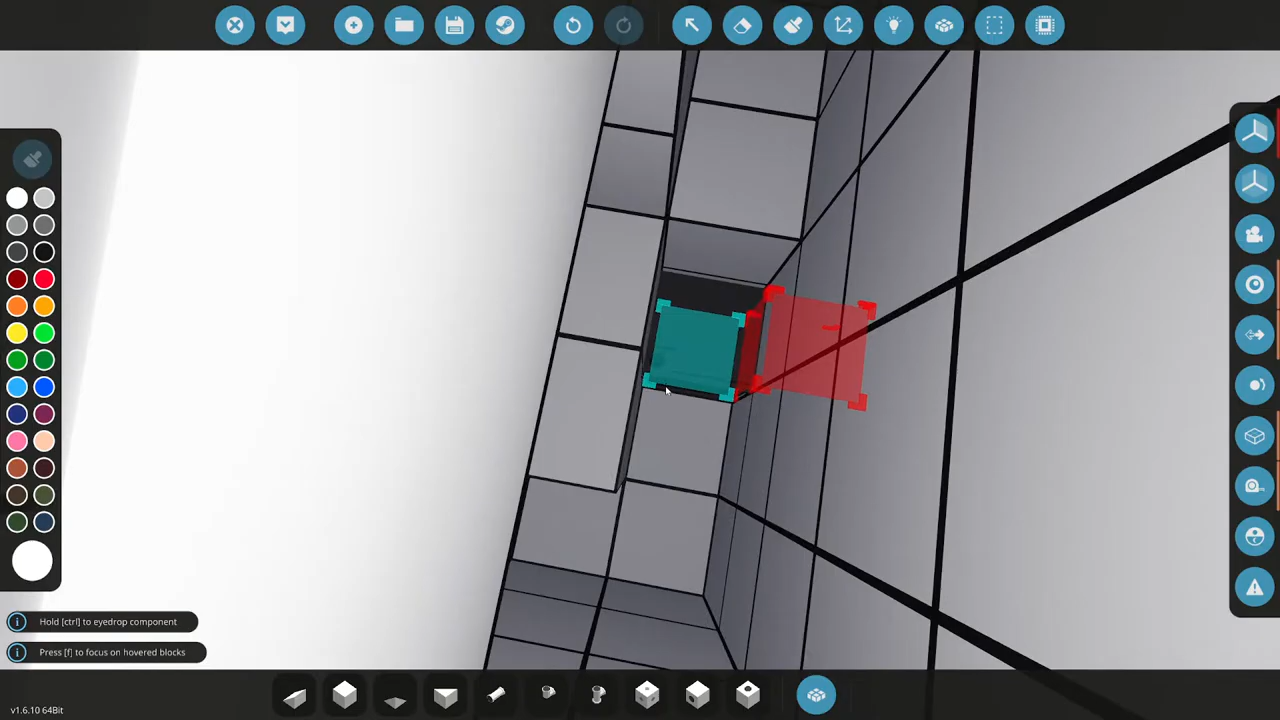 Hold [ctrl] to eyedrop component
Press [f] to focus on hovered blocks
v1.6.10 64Bit